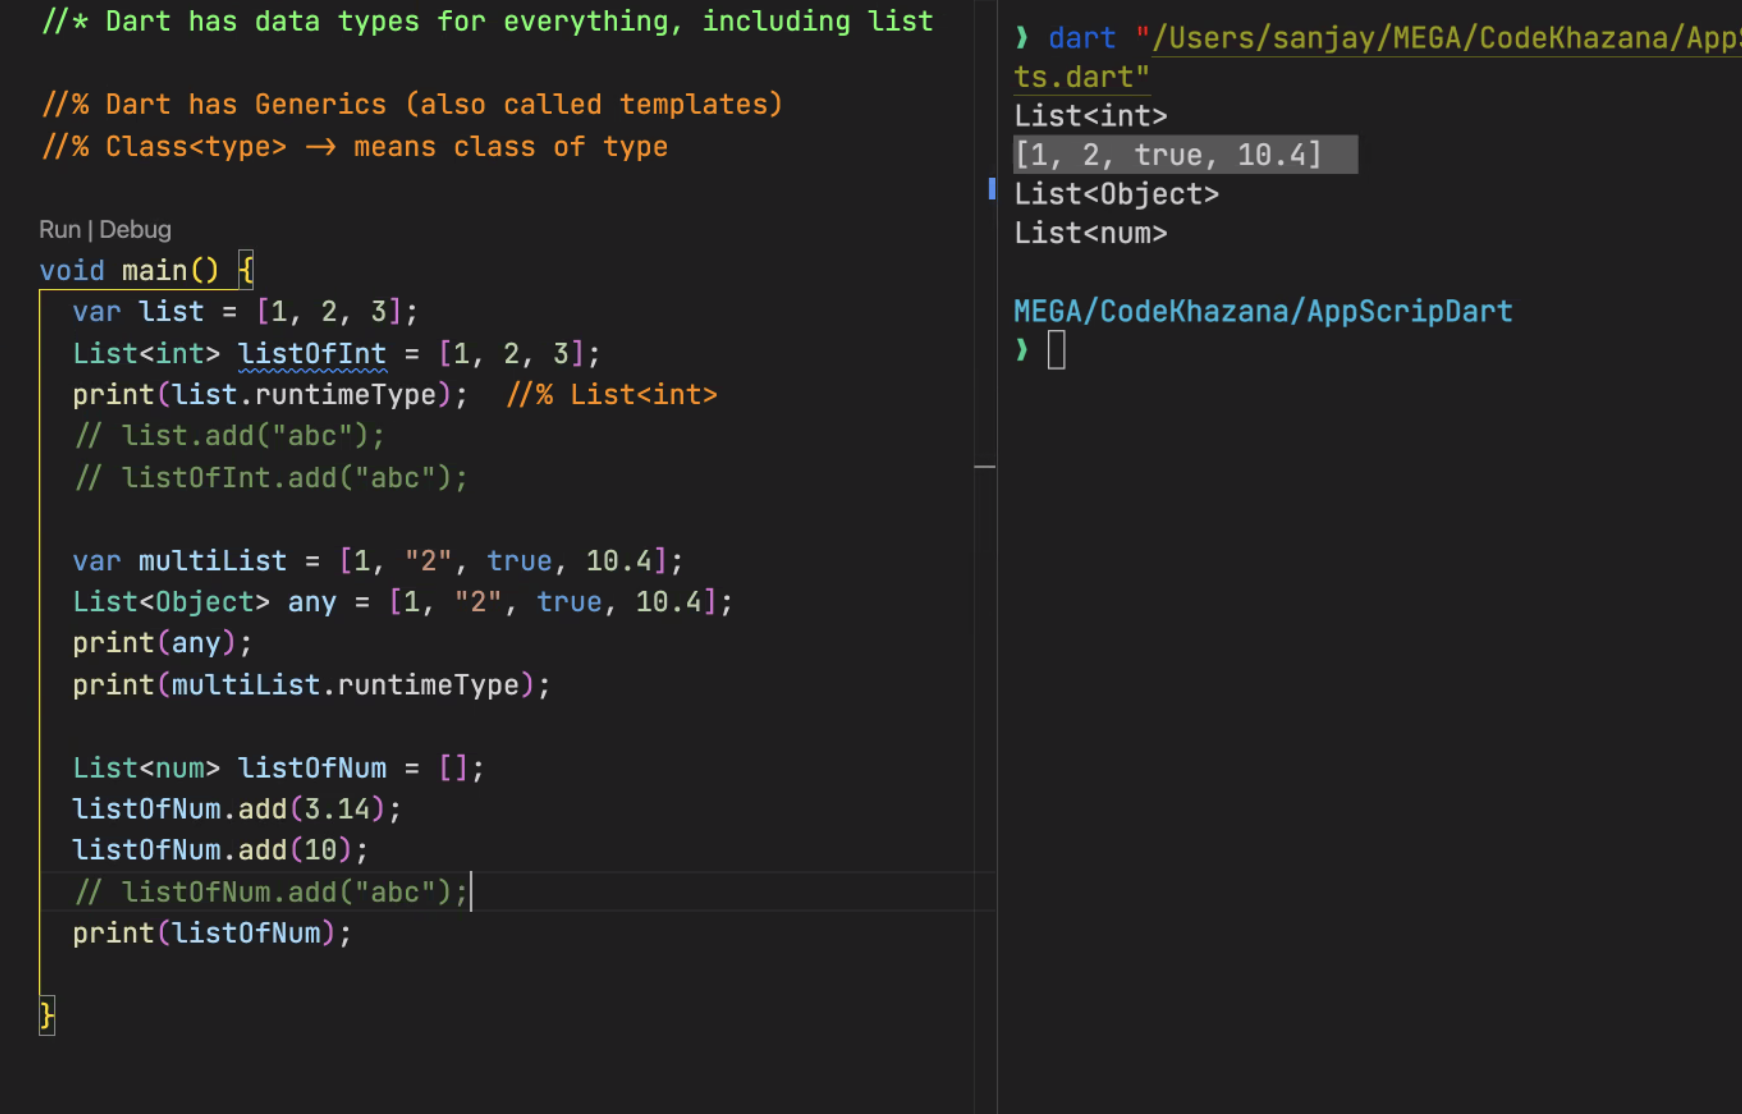 //* Dart has data types for everything, including list
//% Dart has Generics (also called templates)
//% Class<type> -> means class of type
Run | Debug
void main() {
var list = [1, 2, 3];
List<int> listOfInt = [1, 2, 3];
print(list.runtimeType); //% List<int>
// list.add("abc");
// listOfInt.add("abc");
var multiList = [1, "2", true, 10.4];
List<Object> any = [1, "2", true, 10.4];
print(any);
print(multiList.runtimeType);
List<num> listOfNum = [];
listOfNum.add(3.14);
listOfNum.add(10);
// listOfNum.add("abc");
print(listOfNum);
}
❯ dart "/Users/sanjay/MEGA/CodeKhazana/AppS
ts.dart"
List<int>
[1, 2, true, 10.4]
List<Object>
List<num>
MEGA/CodeKhazana/AppScripDart
❯